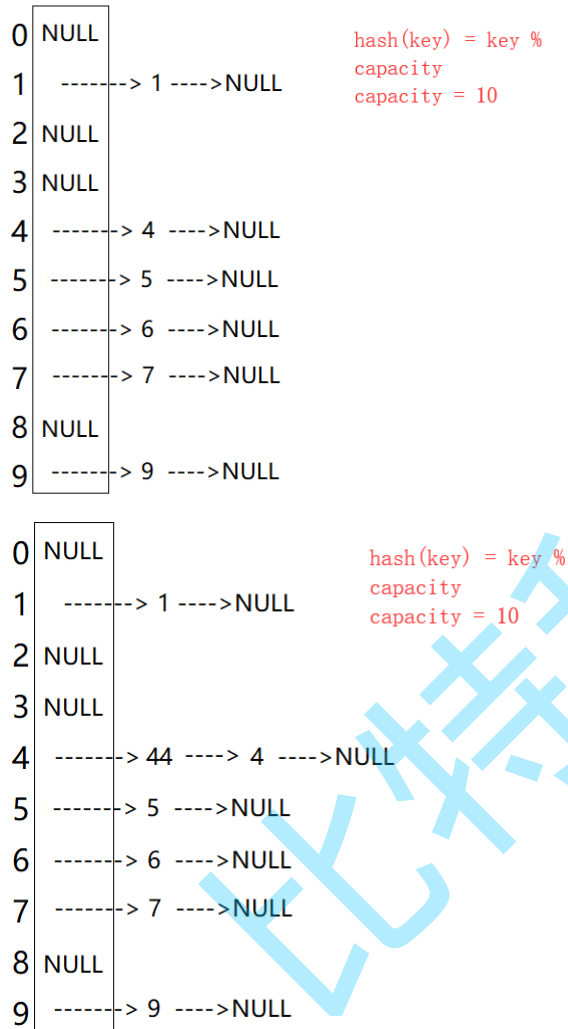 0 NULL
hash(key) = key %
capacity
capacity = 10
1 -------> 1 ---->NULL
2 NULL
3 NULL
4 -------> 4 ---->NULL
5 -------> 5 ---->NULL
6 -------> 6 ---->NULL
7 -------> 7 ---->NULL
8 NULL
9 -------> 9 ---->NULL
0 NULL
hash(key) = key %
capacity
capacity = 10
1 -------> 1 ---->NULL
2 NULL
3 NULL
4 -------> 44 ----> 4 ---->NULL
5 -------> 5 ---->NULL
6 -------> 6 ---->NULL
7 -------> 7 ---->NULL
8 NULL
9 -------> 9 ---->NULL
比特